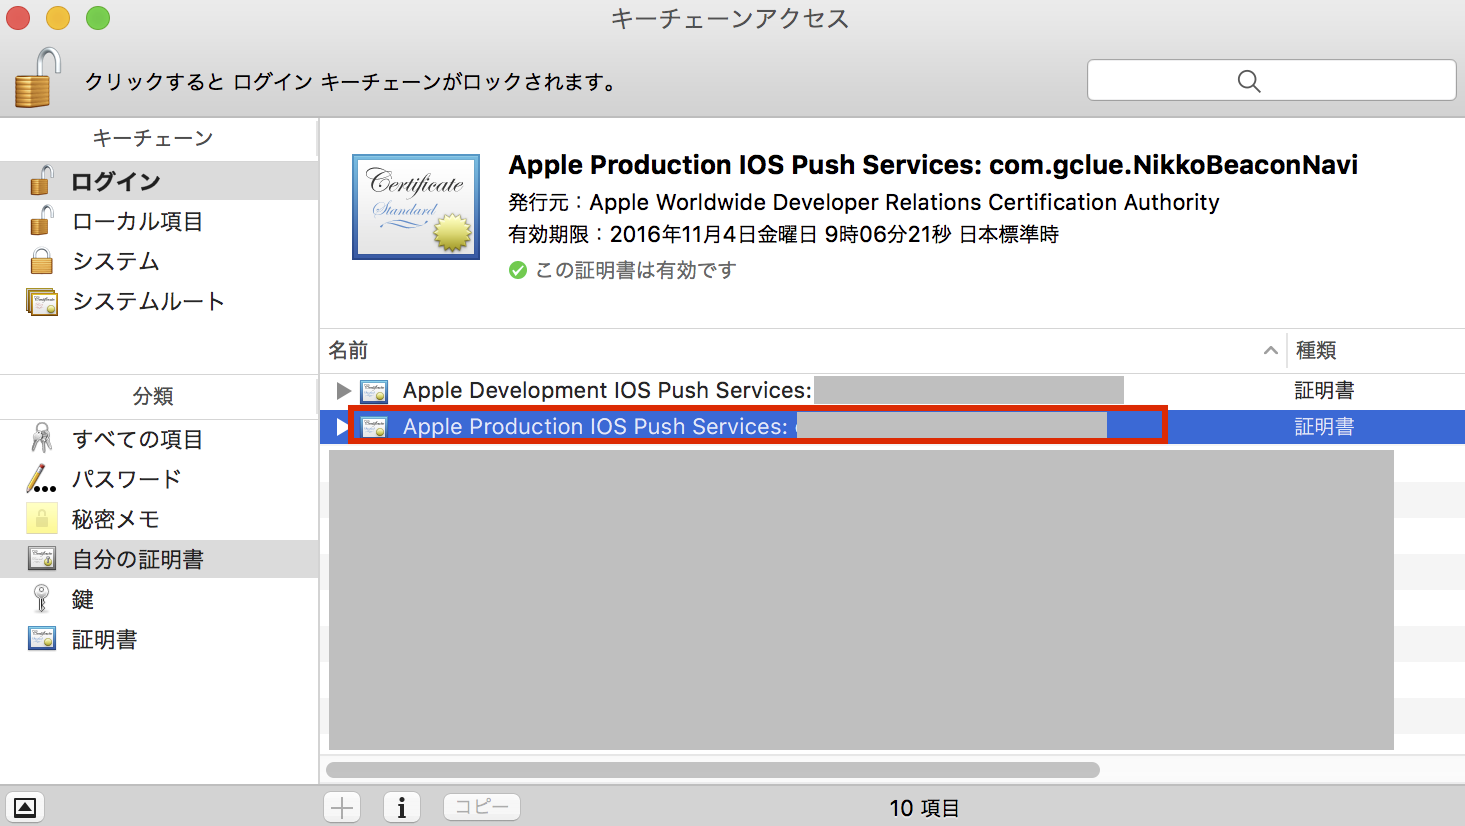 キーチェーンアクセス
クリックすると ログイン キーチェーンがロックされます。
キーチェーン
ログイン
ローカル項目
システム
システムルート
分類
すべての項目
パスワード
秘密メモ
自分の証明書
鍵
証明書
Apple Production IOS Push Services: com.gclue.NikkoBeaconNavi
発行元：Apple Worldwide Developer Relations Certification Authority
有効期限：2016年11月4日金曜日 9時06分21秒 日本標準時
この証明書は有効です
名前 種類
Apple Development IOS Push Services: 証明書
Apple Production IOS Push Services: 証明書
コピー
10 項目